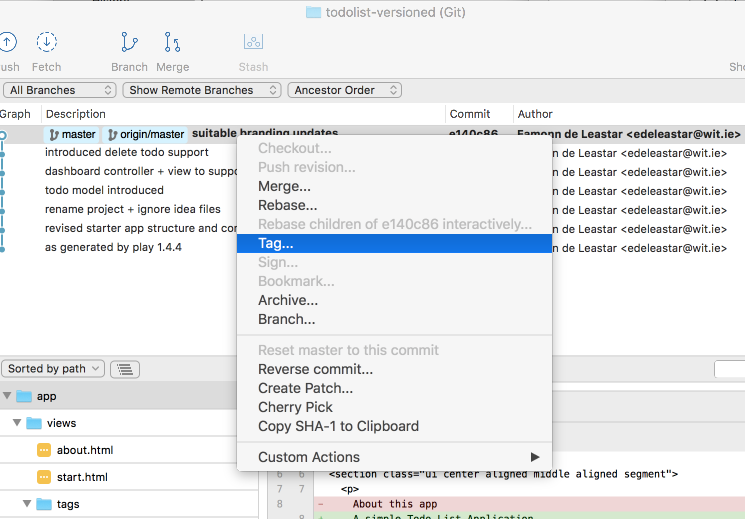 todolist-versioned (Git)
Fetch Branch Merge Stash
All Branches Show Remote Branches Ancestor Order
Graph Description Commit Author
master origin/master suitable branding updates e140c86 Eamonn de Leastar <edeleastar@wit.ie>
introduced delete todo support de Leastar <edeleastar@wit.ie>
dashboard controller + view to de Leastar <edeleastar@wit.ie>
todo model introduced de Leastar <edeleastar@wit.ie>
rename project + ignore idea files de Leastar <edeleastar@wit.ie>
revised starter app structure and de Leastar <edeleastar@wit.ie>
as generated by play 1.4.4 de Leastar <edeleastar@wit.ie>
Checkout...
Push revision...
Merge...
Rebase...
Rebase children of e140c86 interactively...
Tag...
Sign...
Bookmark...
Archive...
Branch...
Reset master to this commit
Reverse commit...
Create Patch...
Cherry Pick
Copy SHA-1 to Clipboard
Custom Actions
Sorted by path
app
views
about.html
start.html
tags
6 6 <section class="ui center aligned middle aligned segment">
7 7 <p>
8 - About this app
8 + A simple Todo List Application